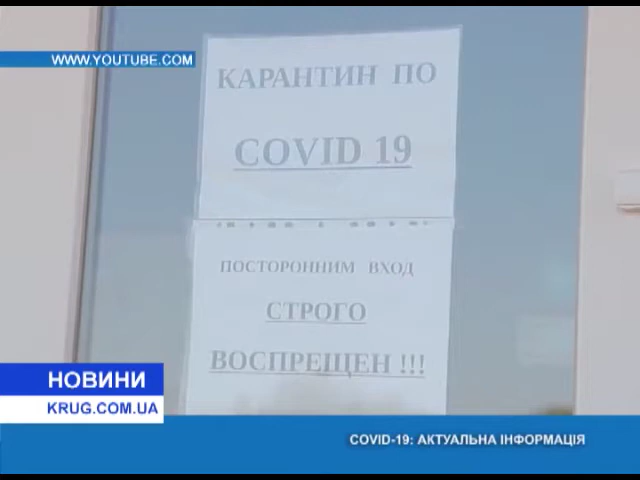 WWW.YOUTUBE.COM
КАРАНТИН ПО
COVID 19
ПОСТОРОННИМ ВХОД
СТРОГО
ВОСПРЕЩЕН !!!
НОВИНИ
KRUG.COM.UA
COVID-19: АКТУАЛЬНА ІНФОРМАЦІЯ